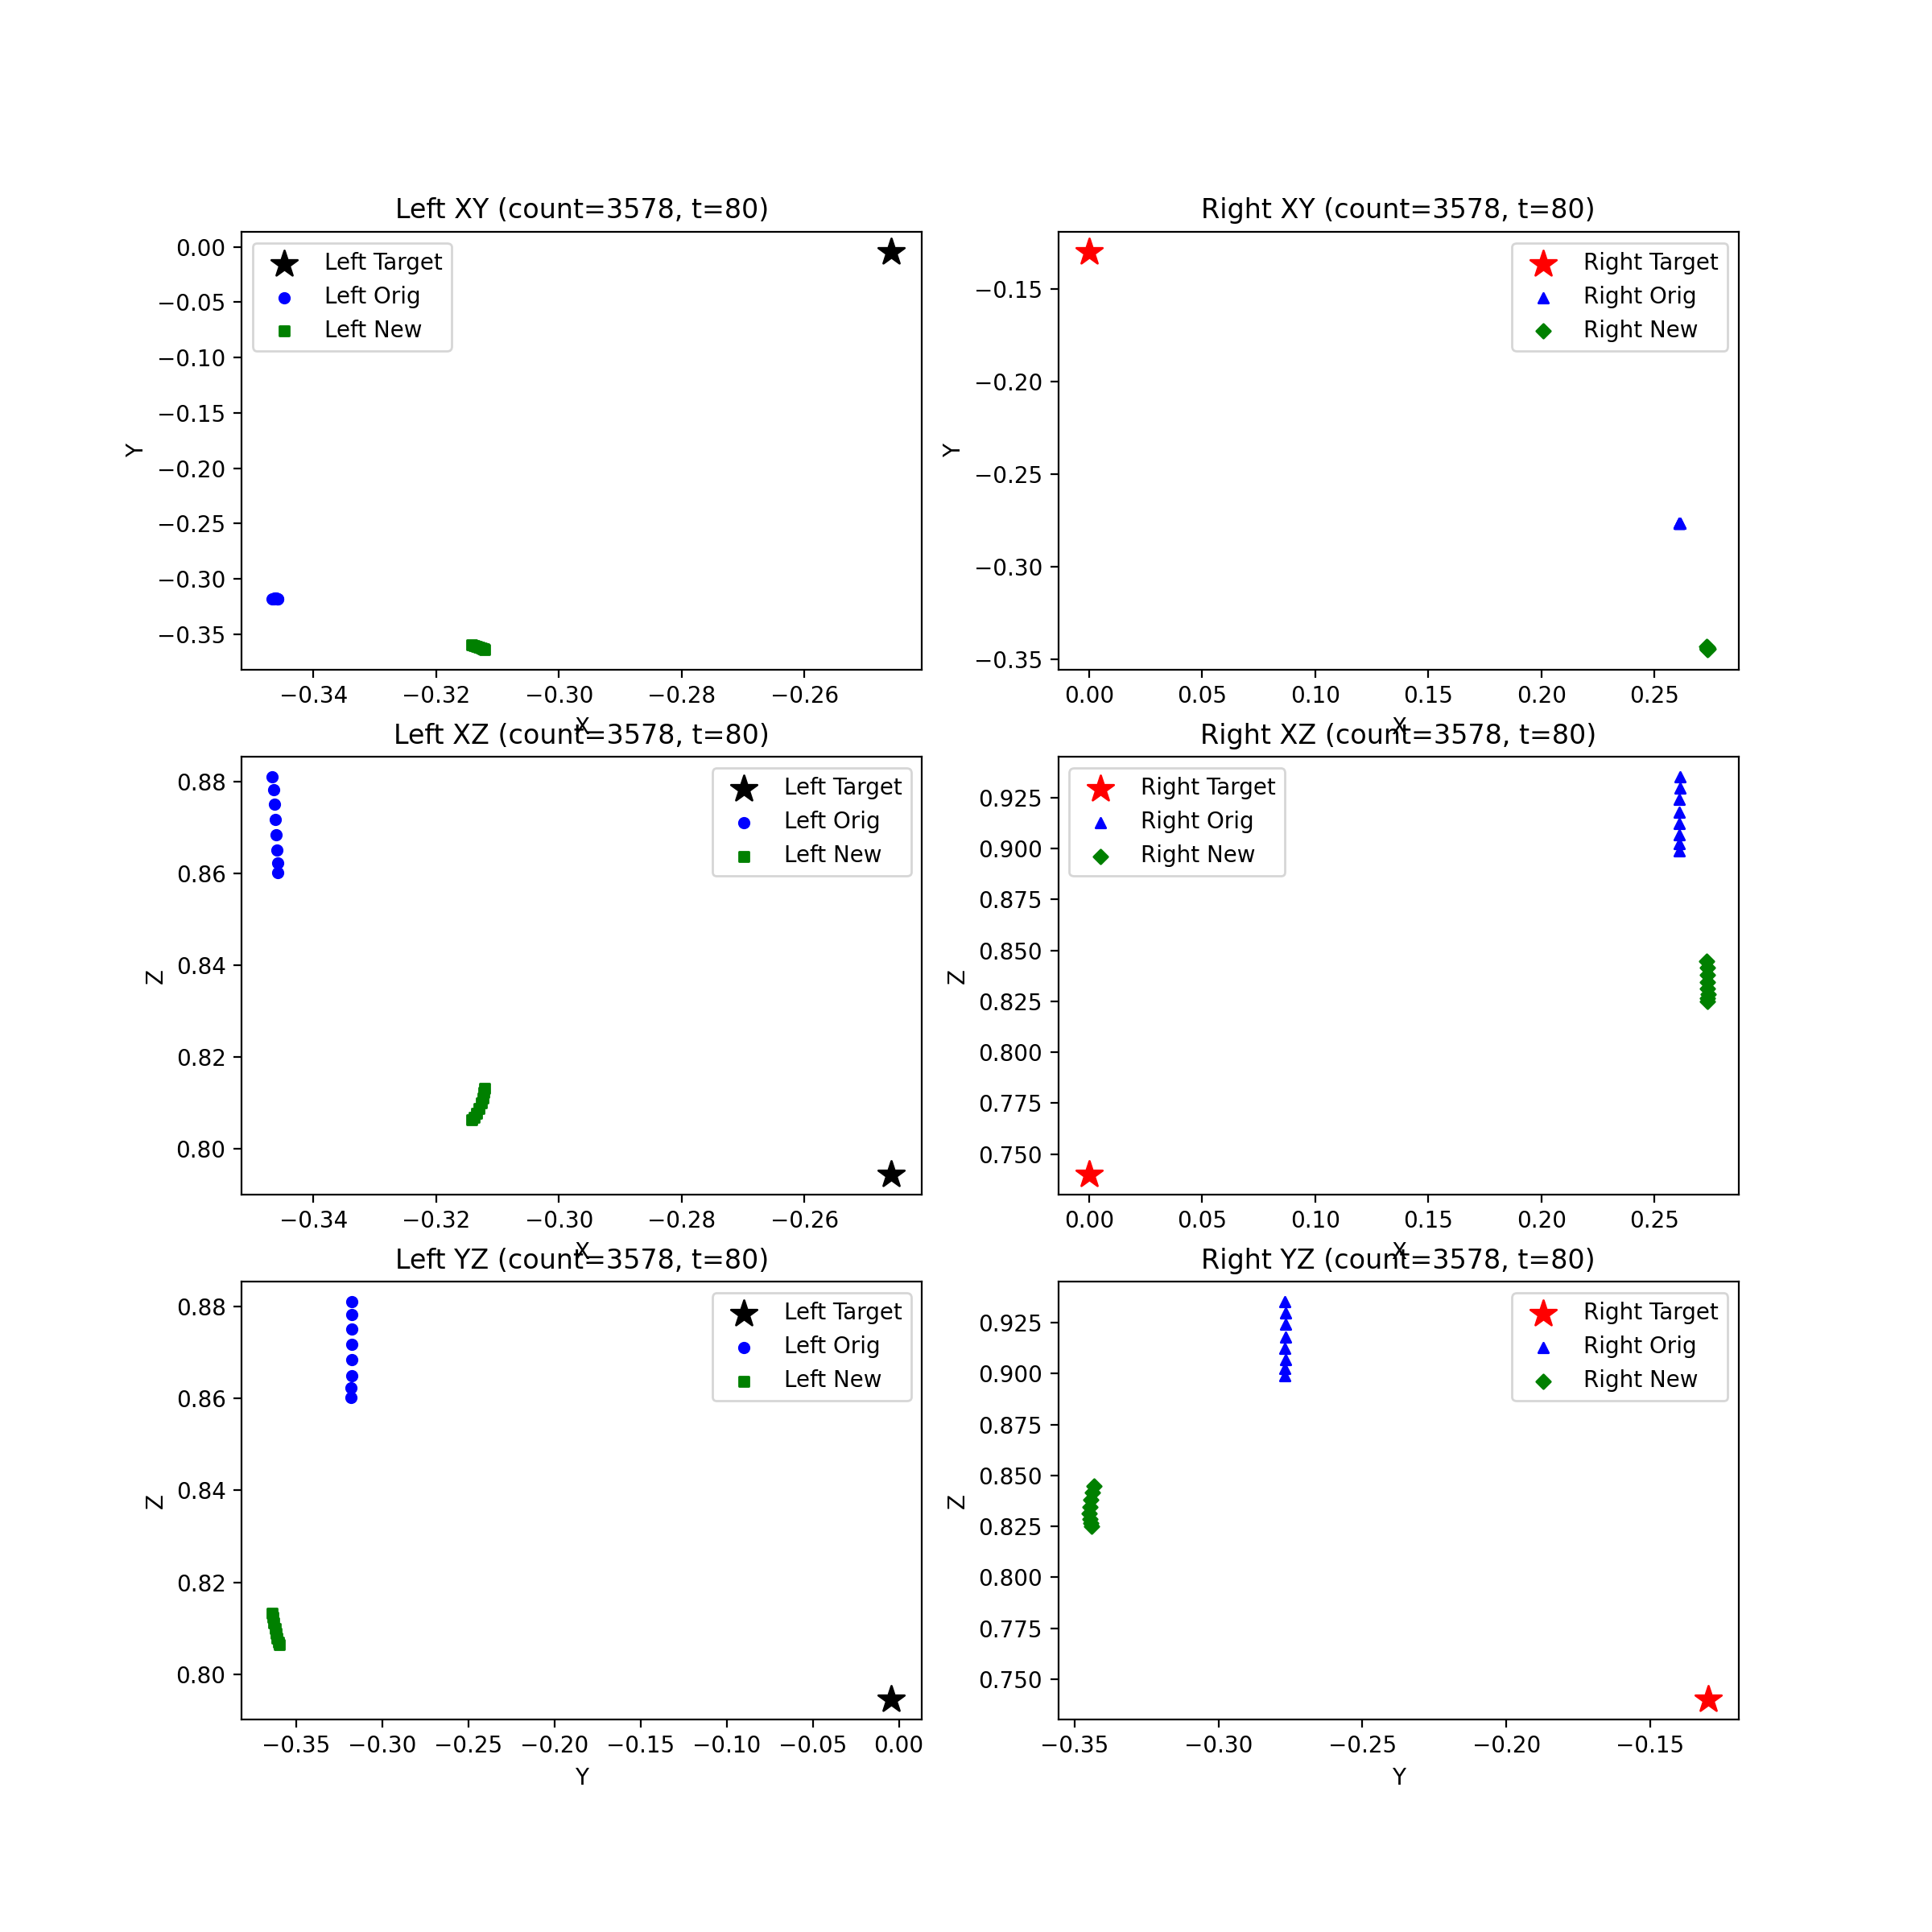 Left XY (count=3578, t=80)
0.00
−0.05
−0.10
−0.15
−0.20
−0.25
−0.30
−0.35
Y
Left Target
Left Orig
Left New
−0.34 −0.32 −0.30 −0.28 −0.26
X
Right XY (count=3578, t=80)
−0.15
−0.20
−0.25
−0.30
−0.35
Y
Right Target
Right Orig
Right New
0.00 0.05 0.10 0.15 0.20 0.25
X
Left XZ (count=3578, t=80)
0.88
0.86
0.84
0.82
0.80
Z
Left Target
Left Orig
Left New
−0.34 −0.32 −0.30 −0.28 −0.26
X
Right XZ (count=3578, t=80)
0.925
0.900
0.875
0.850
0.825
0.800
0.775
0.750
Z
Right Target
Right Orig
Right New
0.00 0.05 0.10 0.15 0.20 0.25
X
Left YZ (count=3578, t=80)
0.88
0.86
0.84
0.82
0.80
Z
Left Target
Left Orig
Left New
−0.35 −0.30 −0.25 −0.20 −0.15 −0.10 −0.05 0.00
Y
Right YZ (count=3578, t=80)
0.925
0.900
0.875
0.850
0.825
0.800
0.775
0.750
Z
Right Target
Right Orig
Right New
−0.35 −0.30 −0.25 −0.20 −0.15
Y